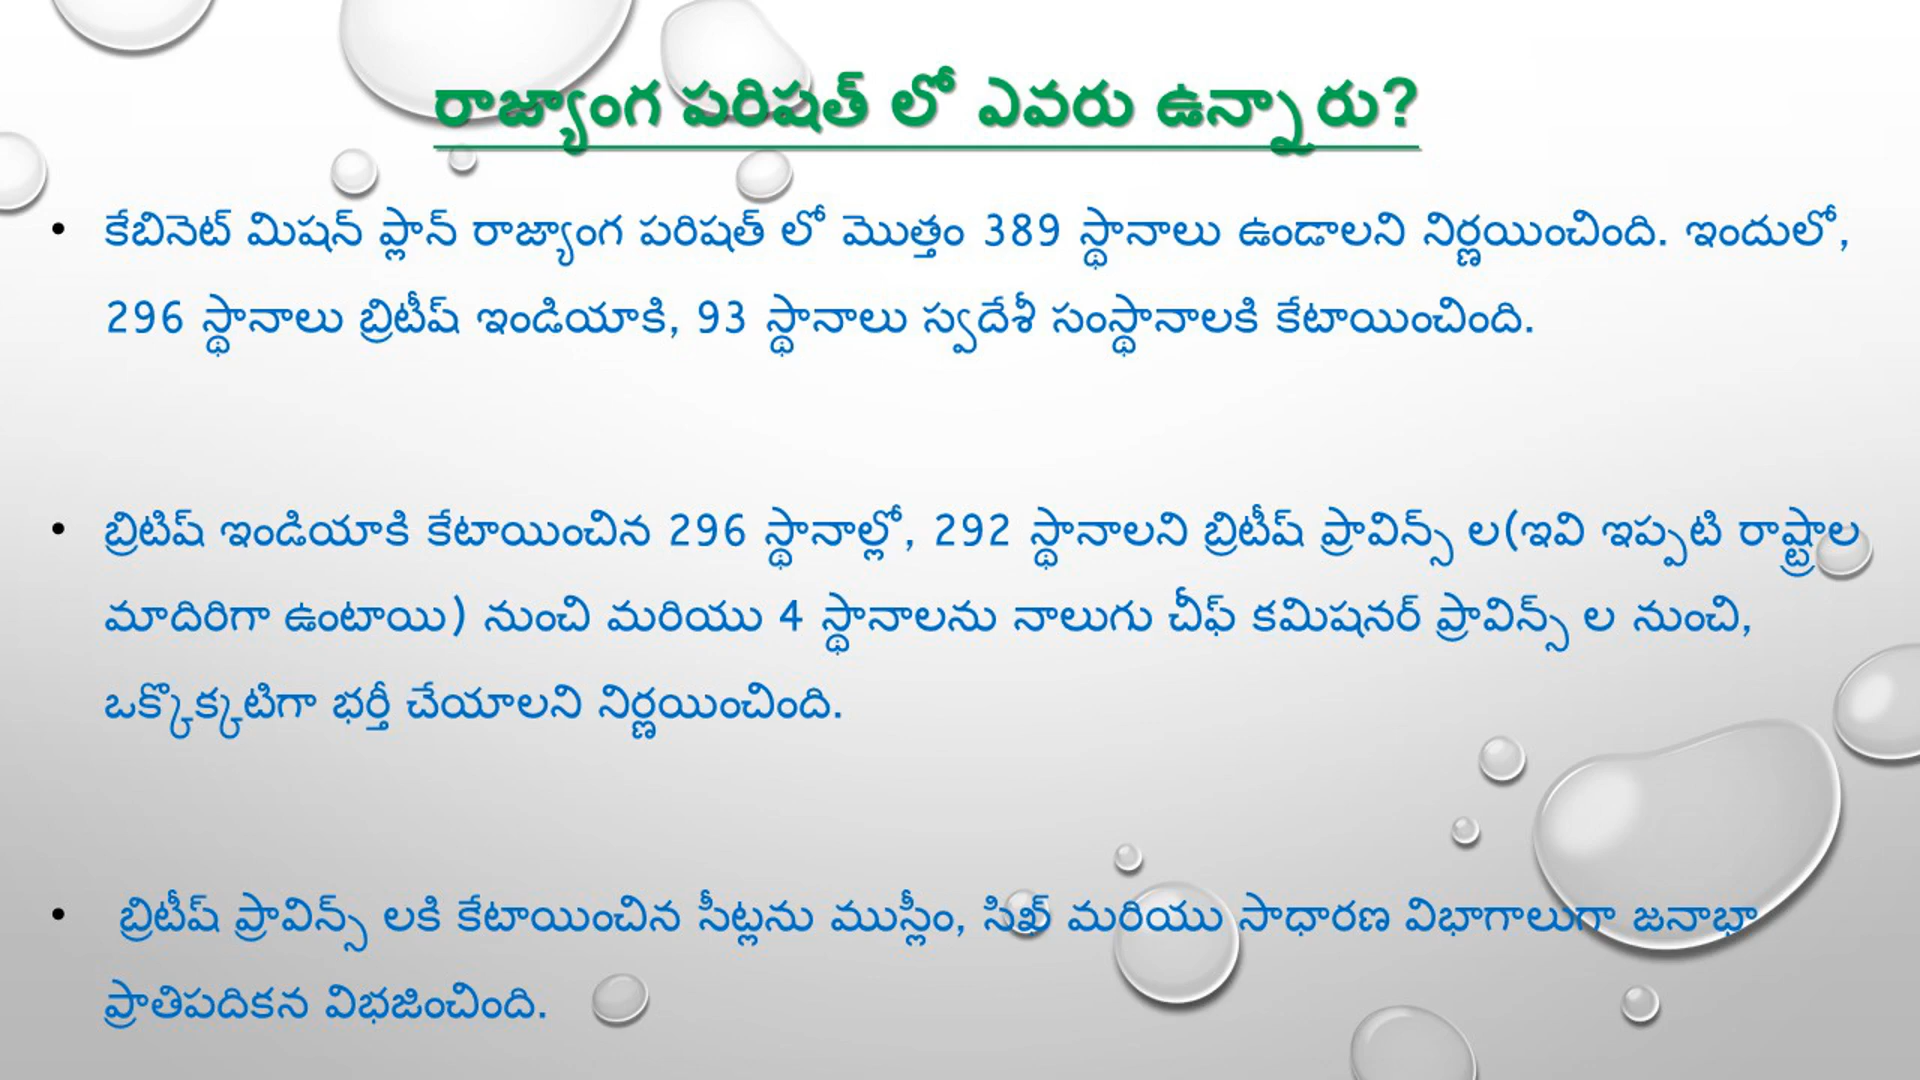 రాజ్యాంగ పరిషత్ లో ఎవరు ఉన్నారు?
• కేబినెట్ మిషన్ ప్లాన్ రాజ్యాంగ పరిషత్ లో మొత్తం 389 స్థానాలు ఉండాలని నిర్ణయించింది. ఇందులో,
296 స్థానాలు బ్రిటీష్ ఇండియాకి, 93 స్థానాలు స్వదేశీ సంస్థానాలకి కేటాయించింది.
• బ్రిటిష్ ఇండియాకి కేటాయించిన 296 స్థానాల్లో, 292 స్థానాలని బ్రిటీష్ ప్రావిన్స్ ల(ఇవి ఇప్పటి రాష్ట్రాల
మాదిరిగా ఉంటాయి) నుంచి మరియు 4 స్థానాలను నాలుగు చీఫ్ కమిషనర్ ప్రావిన్స్ ల నుంచి,
ఒక్కొక్కటిగా భర్తీ చేయాలని నిర్ణయించింది.
• బ్రిటీష్ ప్రావిన్స్ లకి కేటాయించిన సీట్లను ముస్లీం, సిఖ్ మరియు సాధారణ విభాగాలుగా జనాభా
ప్రాతిపదికన విభజించింది.